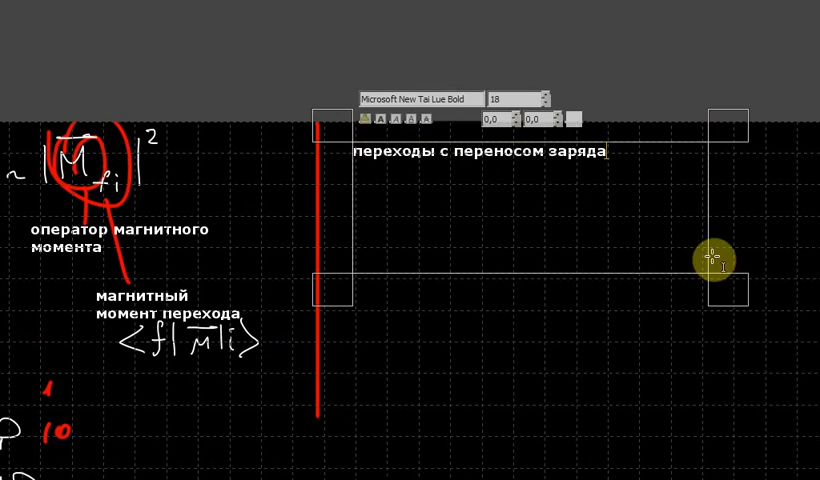 Microsoft New Tai Lue Bold 18
A A A A 0,0 0,0
переходы с переносом заряда
~ |M fi|²
оператор магнитного
момента
магнитный
момент перехода
<f|M|i>
1
10